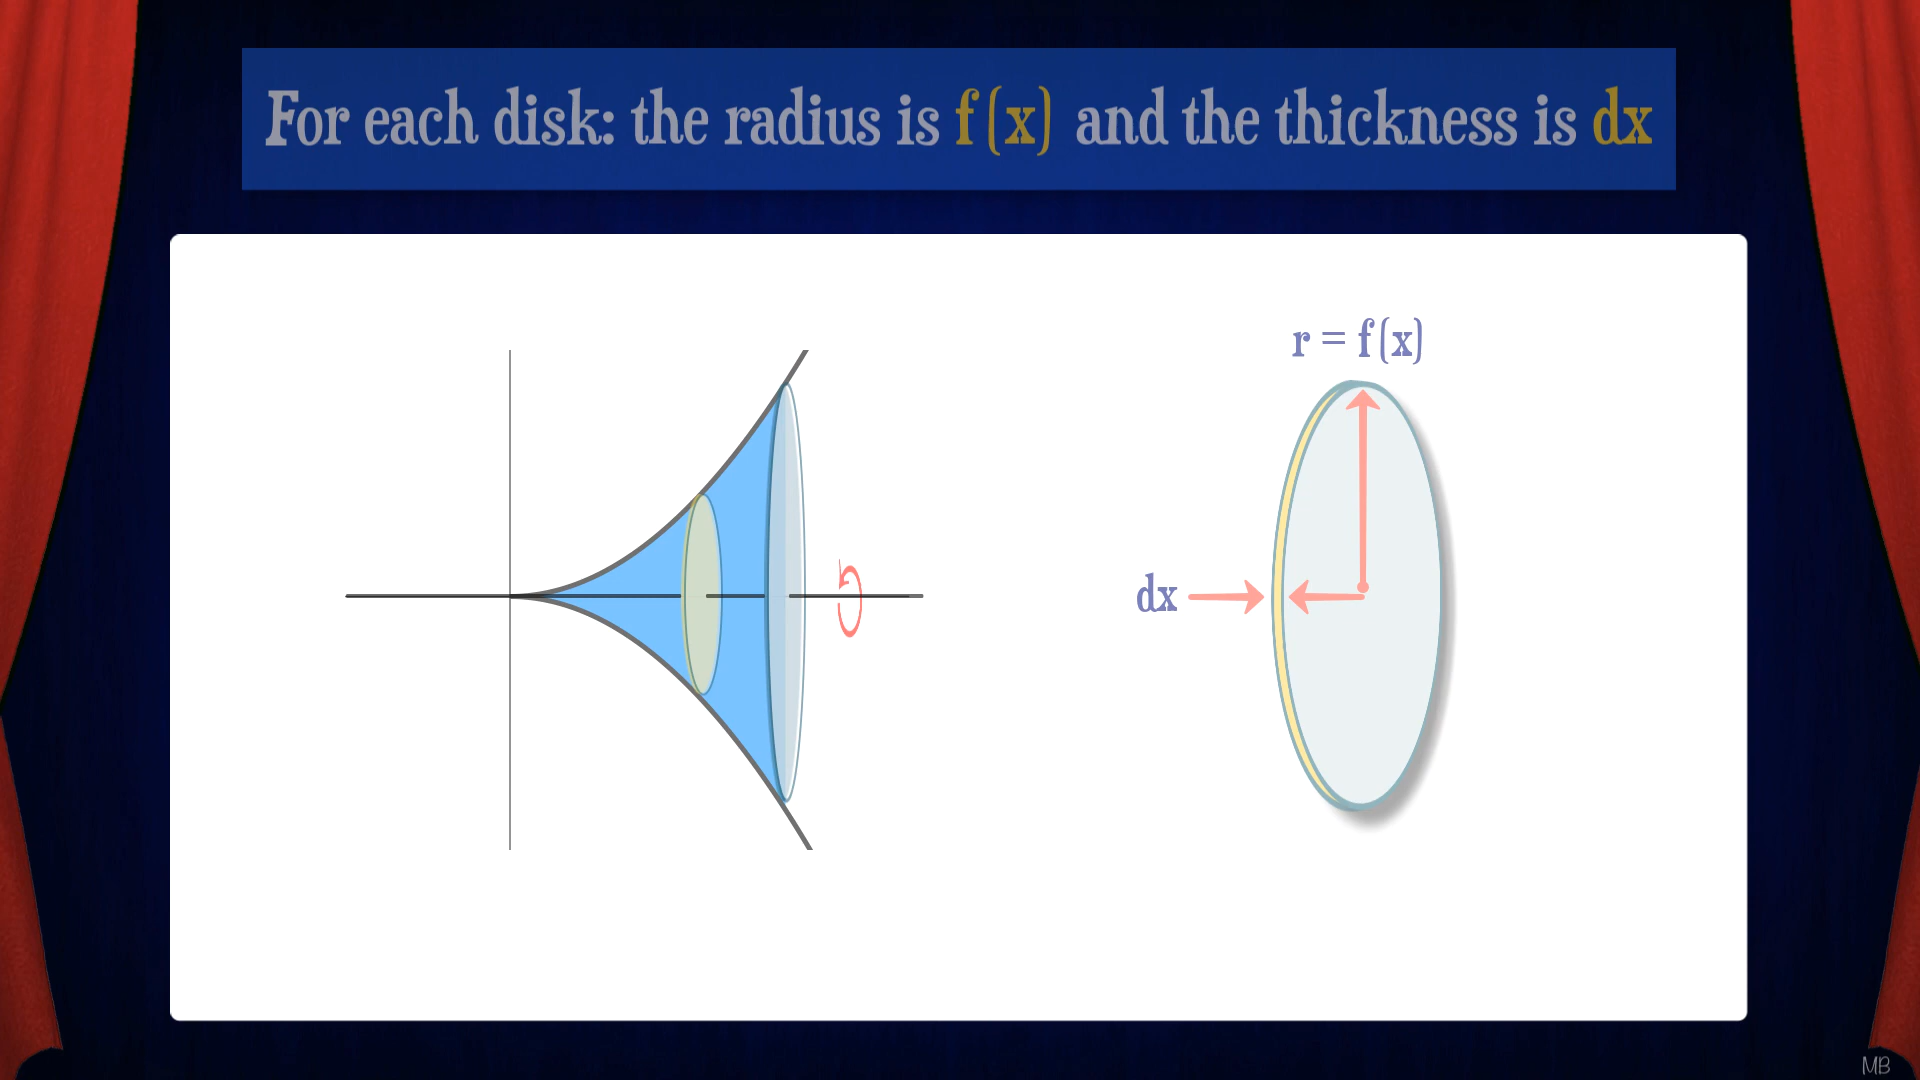 For each disk: the radius is f(x) and the thickness is dx
r = f(x)
dx
MB